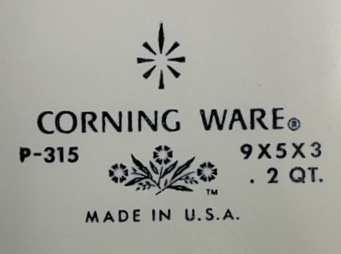 CORNING WARE®
P-315 9X5X3
. 2 QT.
TM
MADE IN U.S.A.